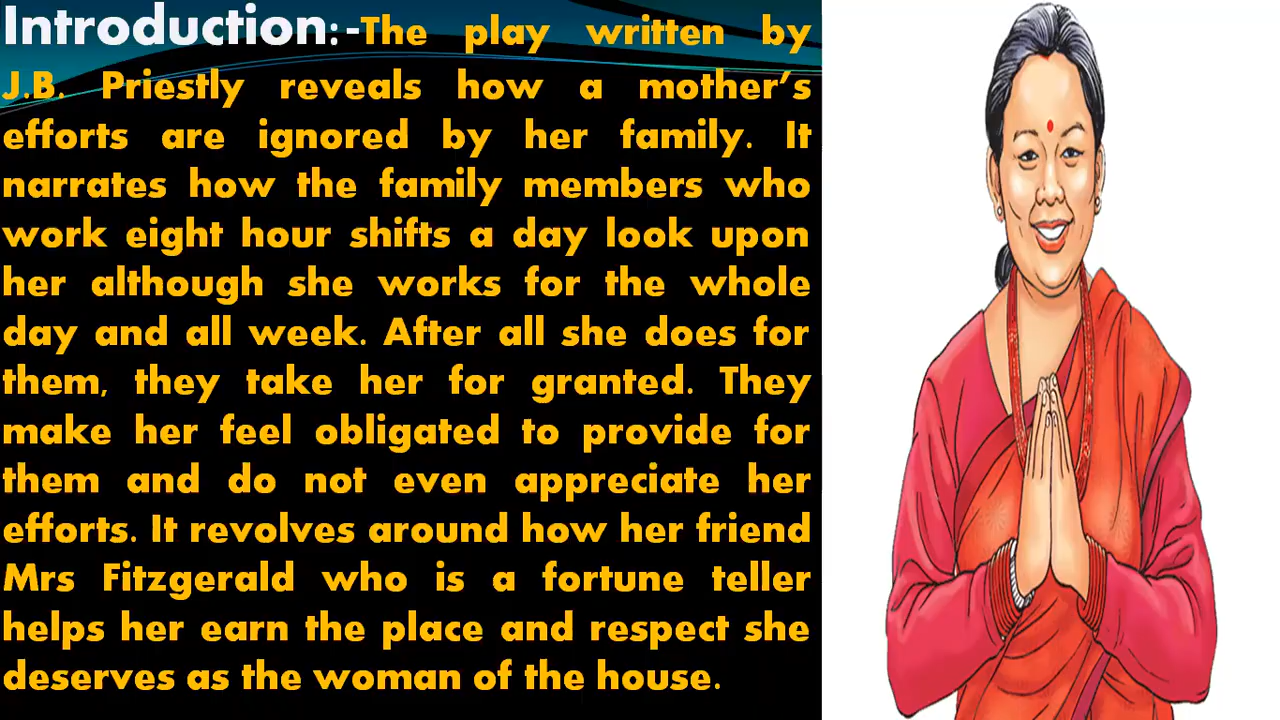 Introduction:-The play written by
J.B. Priestly reveals how a mother's
efforts are ignored by her family. It
narrates how the family members who
work eight hour shifts a day look upon
her although she works for the whole
day and all week. After all she does for
them, they take her for granted. They
make her feel obligated to provide for
them and do not even appreciate her
efforts. It revolves around how her friend
Mrs Fitzgerald who is a fortune teller
helps her earn the place and respect she
deserves as the woman of the house.